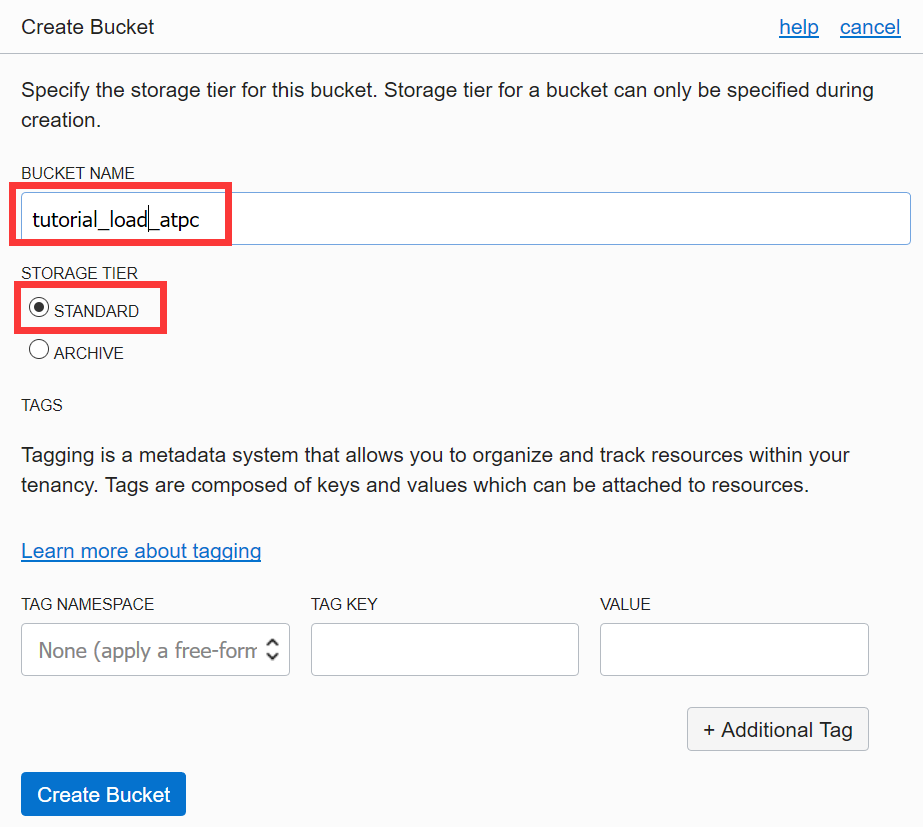 Create Bucket
help cancel
Specify the storage tier for this bucket. Storage tier for a bucket can only be specified during
creation.
BUCKET NAME
tutorial_load_atpc
STORAGE TIER
STANDARD
ARCHIVE
TAGS
Tagging is a metadata system that allows you to organize and track resources within your
tenancy. Tags are composed of keys and values which can be attached to resources.
Learn more about tagging
TAG NAMESPACE TAG KEY VALUE
None (apply a free-form
+ Additional Tag
Create Bucket